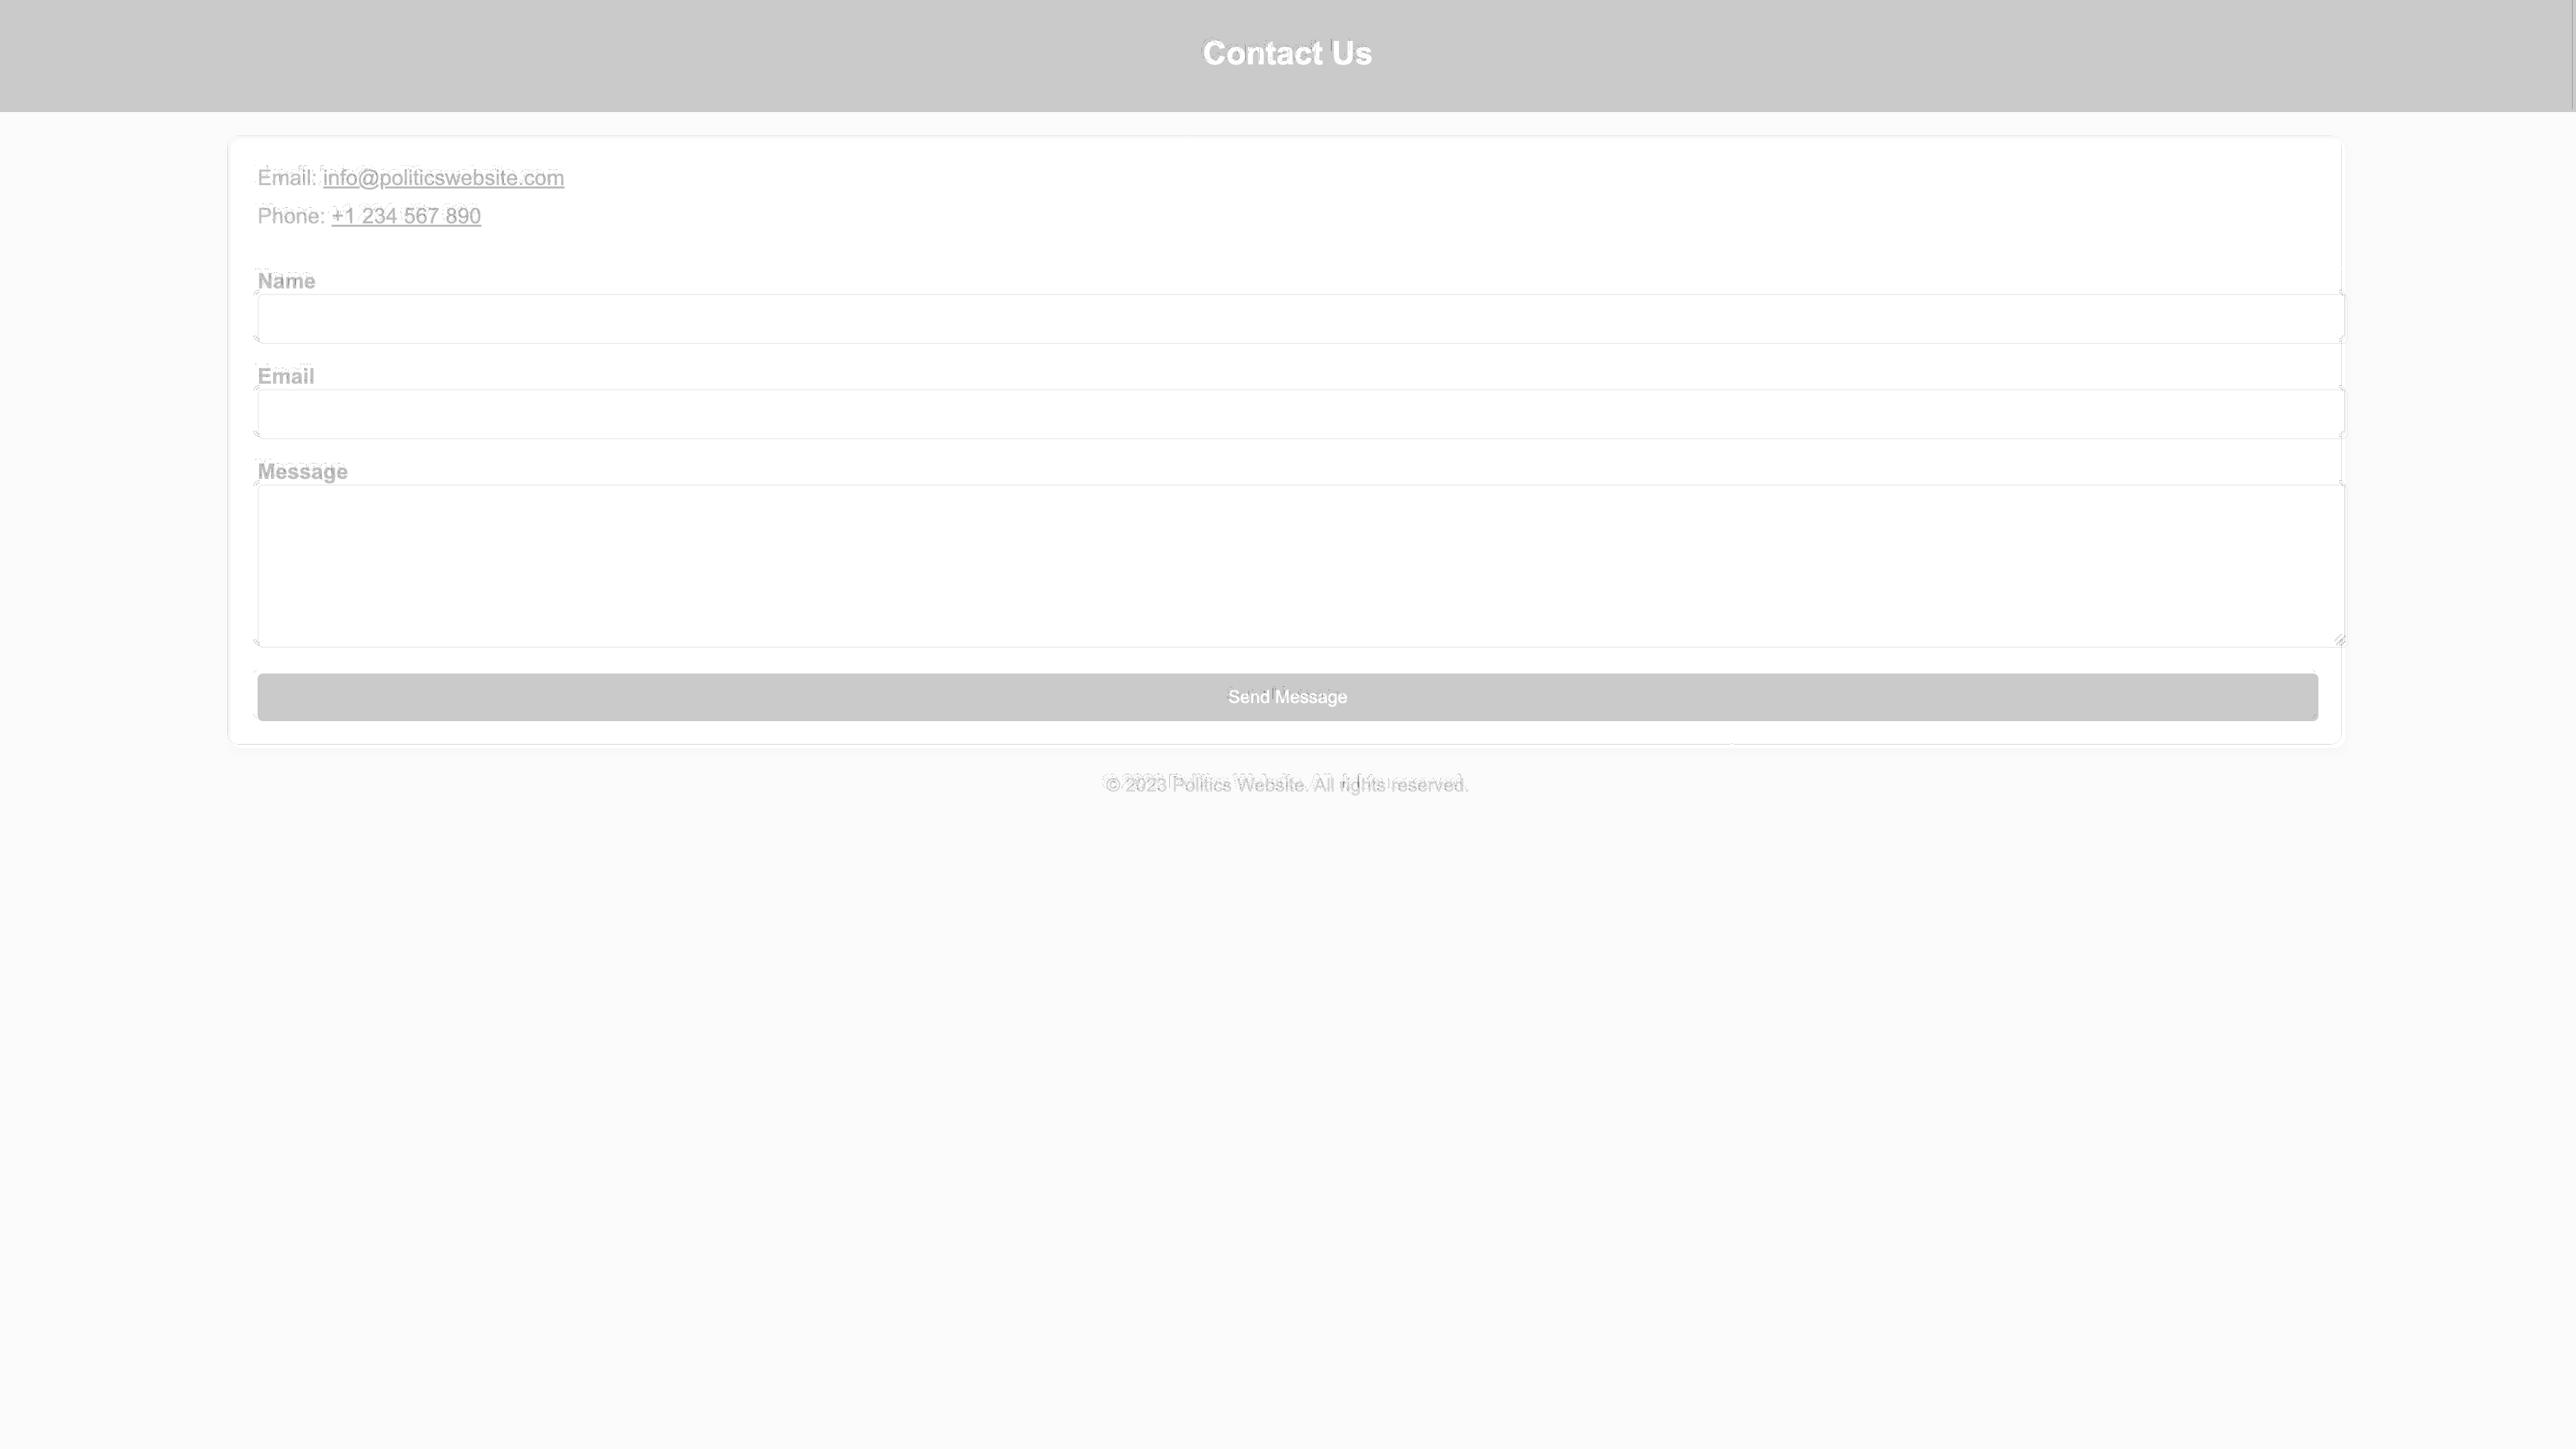 Contact Us
Email: info@politicswebsite.com
Phone: +1 234 567 890
Name
Email
Message
Send Message
© 2023 Politics Website. All rights reserved.